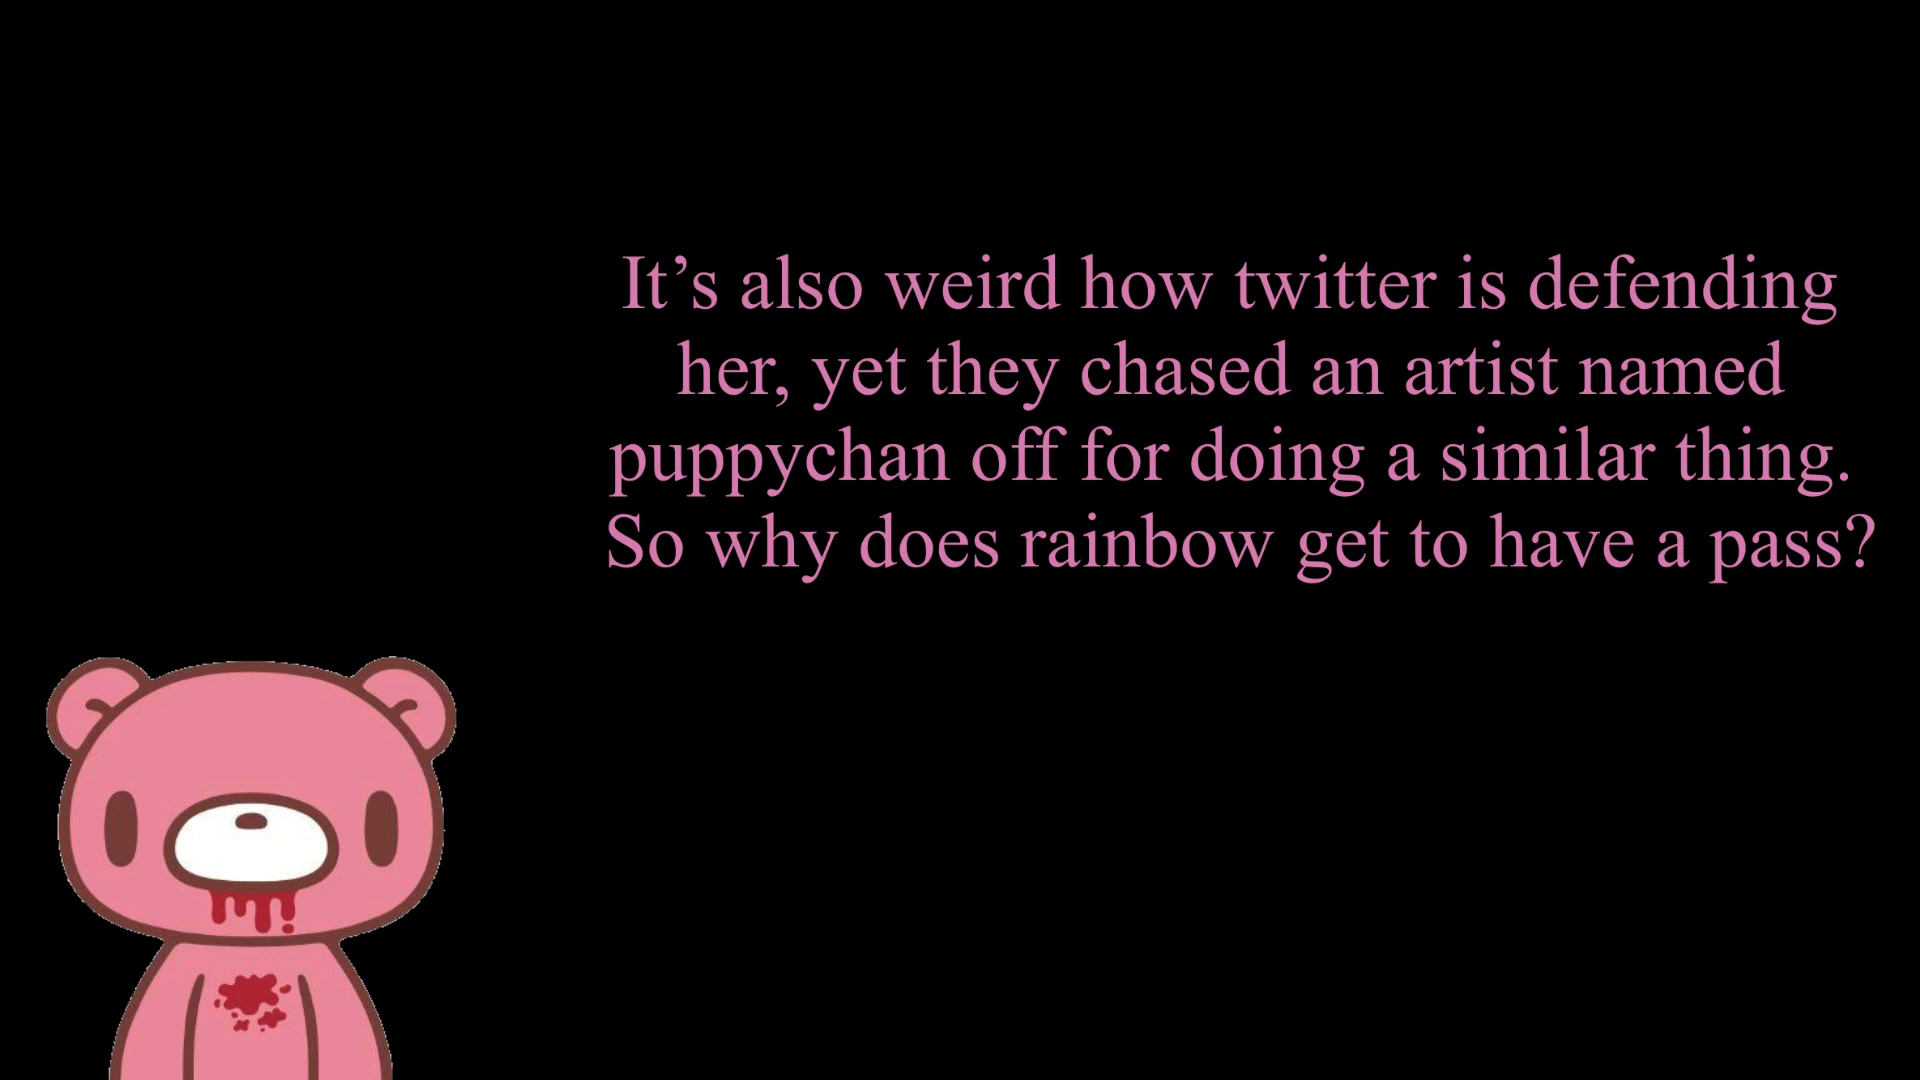 It’s also weird how twitter is defending
her, yet they chased an artist named
puppychan off for doing a similar thing.
So why does rainbow get to have a pass?